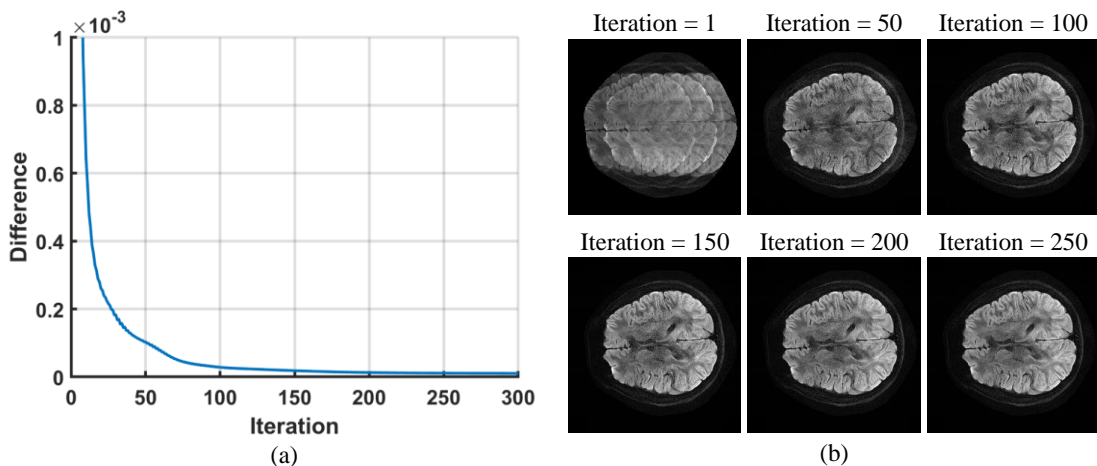 ×10⁻³
1
0.8
0.6
0.4
0.2
0
Difference
0 50 100 150 200 250 300
Iteration
(a)
Iteration = 1 Iteration = 50 Iteration = 100
Iteration = 150 Iteration = 200 Iteration = 250
(b)